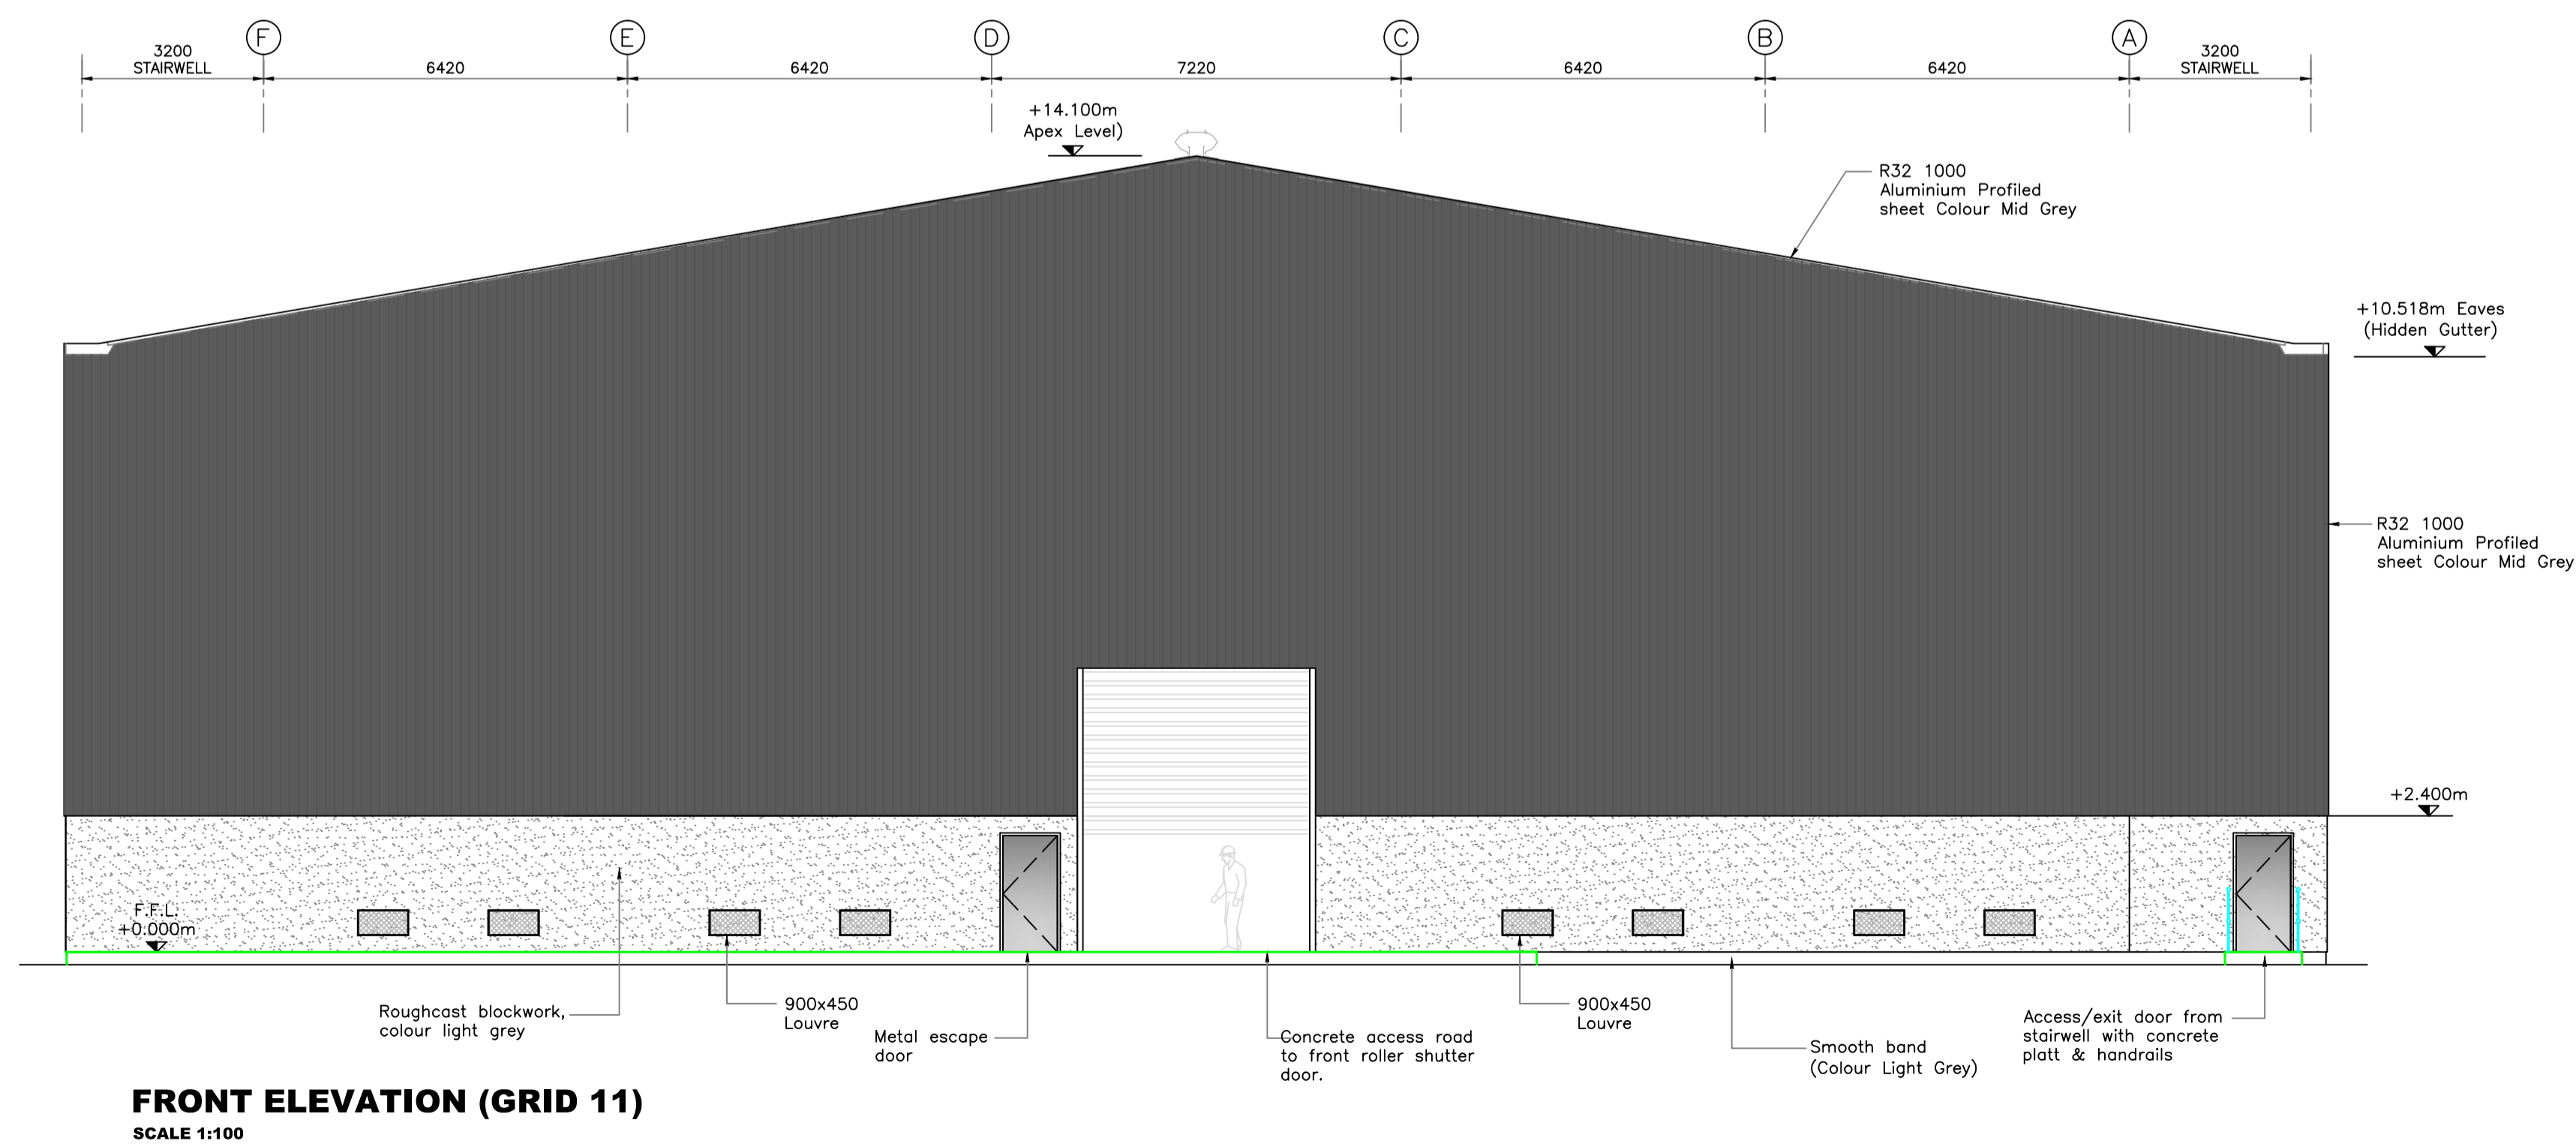 F
E
D
C
B
A
3200
STAIRWELL
6420
6420
7220
6420
6420
3200
STAIRWELL
+14.100m
Apex Level)
R32 1000
Aluminium Profiled
sheet Colour Mid Grey
+10.518m Eaves
(Hidden Gutter)
R32 1000
Aluminium Profiled
sheet Colour Mid Grey
+2.400m
F.F.L.
+0.000m
Roughcast blockwork,
colour light grey
900x450
Louvre
Metal escape
door
Concrete access road
to front roller shutter
door.
900x450
Louvre
Smooth band
(Colour Light Grey)
Access/exit door from
stairwell with concrete
platt & handrails
FRONT ELEVATION (GRID 11)
SCALE 1:100